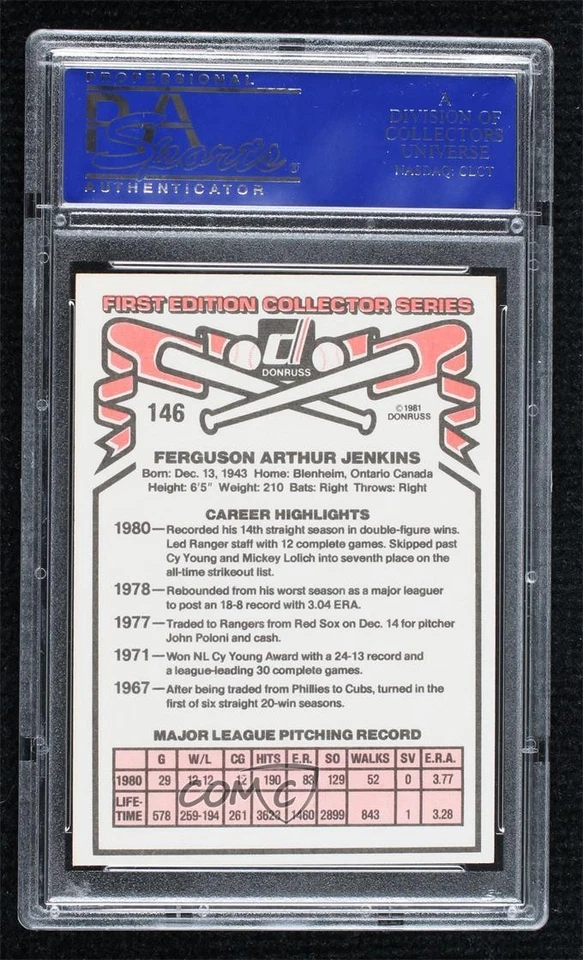 PROFESSIONAL
PSA
Sports
AUTHENTICATOR
A
DIVISION OF
COLLECTORS
UNIVERSE
NASDAQ: CLCT
FIRST EDITION COLLECTOR SERIES
d
DONRUSS
146
©1981
DONRUSS
FERGUSON ARTHUR JENKINS
Born: Dec. 13, 1943 Home: Blenheim, Ontario Canada
Height: 6'5" Weight: 210 Bats: Right Throws: Right
CAREER HIGHLIGHTS
1980—Recorded his 14th straight season in double-figure wins.
Led Ranger staff with 12 complete games. Skipped past
Cy Young and Mickey Lolich into seventh place on the
all-time strikeout list.
1978—Rebounded from his worst season as a major leaguer
to post an 18-8 record with 3.04 ERA.
1977—Traded to Rangers from Red Sox on Dec. 14 for pitcher
John Poloni and cash.
1971—Won NL Cy Young Award with a 24-13 record and
a league-leading 30 complete games.
1967—After being traded from Phillies to Cubs, turned in the
first of six straight 20-win seasons.
MAJOR LEAGUE PITCHING RECORD
G W/L CG HITS E.R. SO WALKS SV E.R.A.
1980 29 12-12 12 190 83 129 52 0 3.77
LIFE-
TIME 578 259-194 261 3623 1460 2899 843 1 3.28
COMC